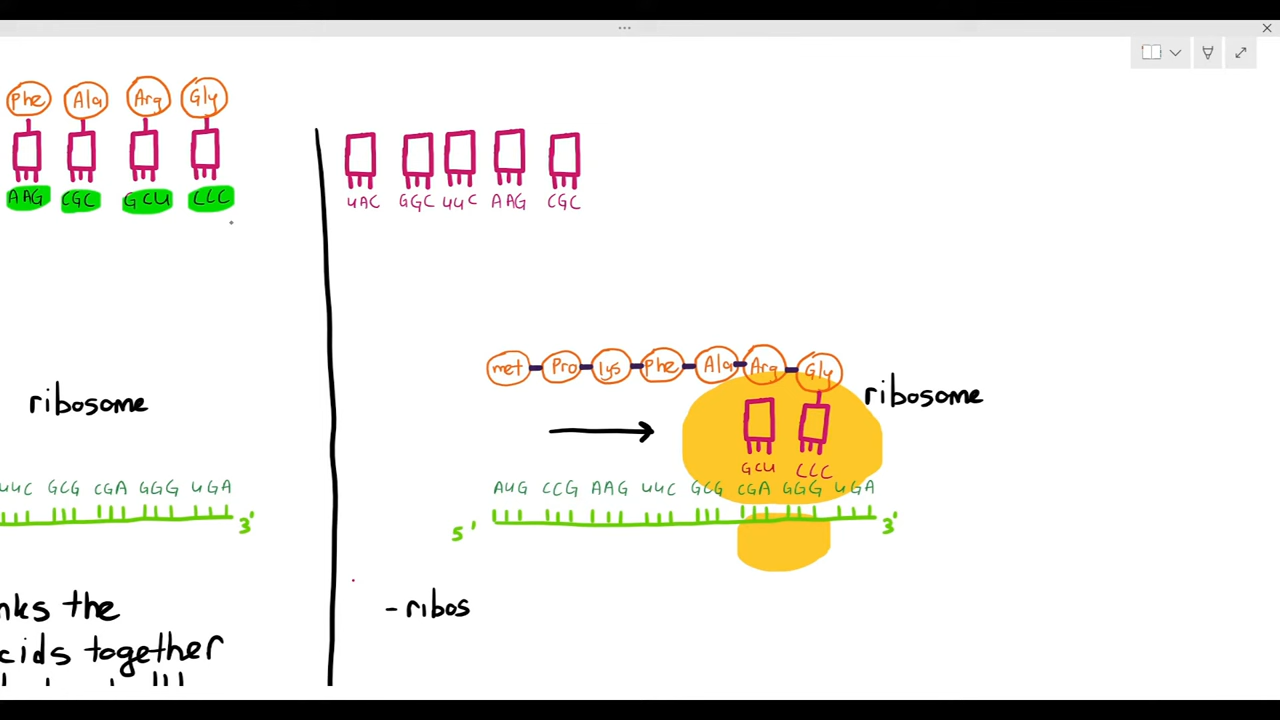 Phe Ala Arg Gly
AAG CGC GCU CCC
ribosome
UUC GCG CGA GGG UGA
3'
nks the
cids together
UAC GGC UUC AAG CGC
met Pro lys Phe Ala Arg Gly
ribosome
GCU CCC
AUG CCG AAG UUC GCG CGA GGG UGA
5' 3'
- ribos